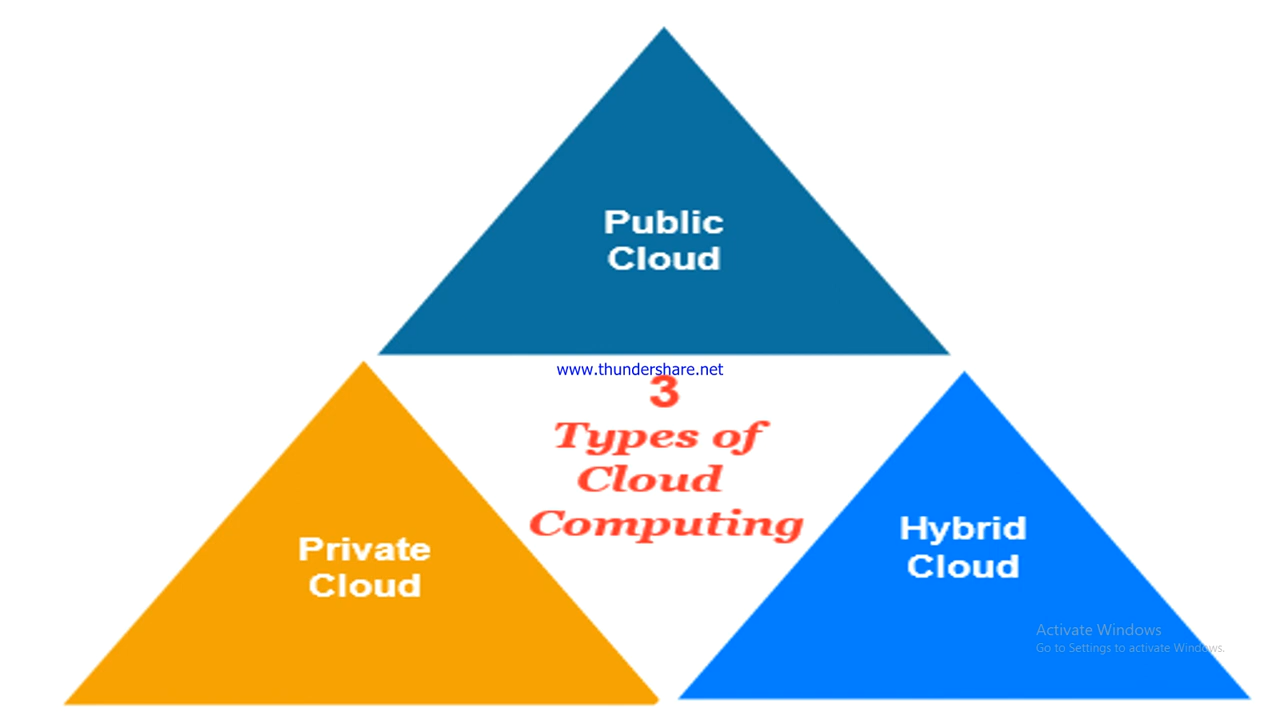 Public
Cloud
www.thundershare.net
3
Types of
Cloud
Computing
Private
Cloud
Hybrid
Cloud
Activate Windows
Go to Settings to activate Windows.